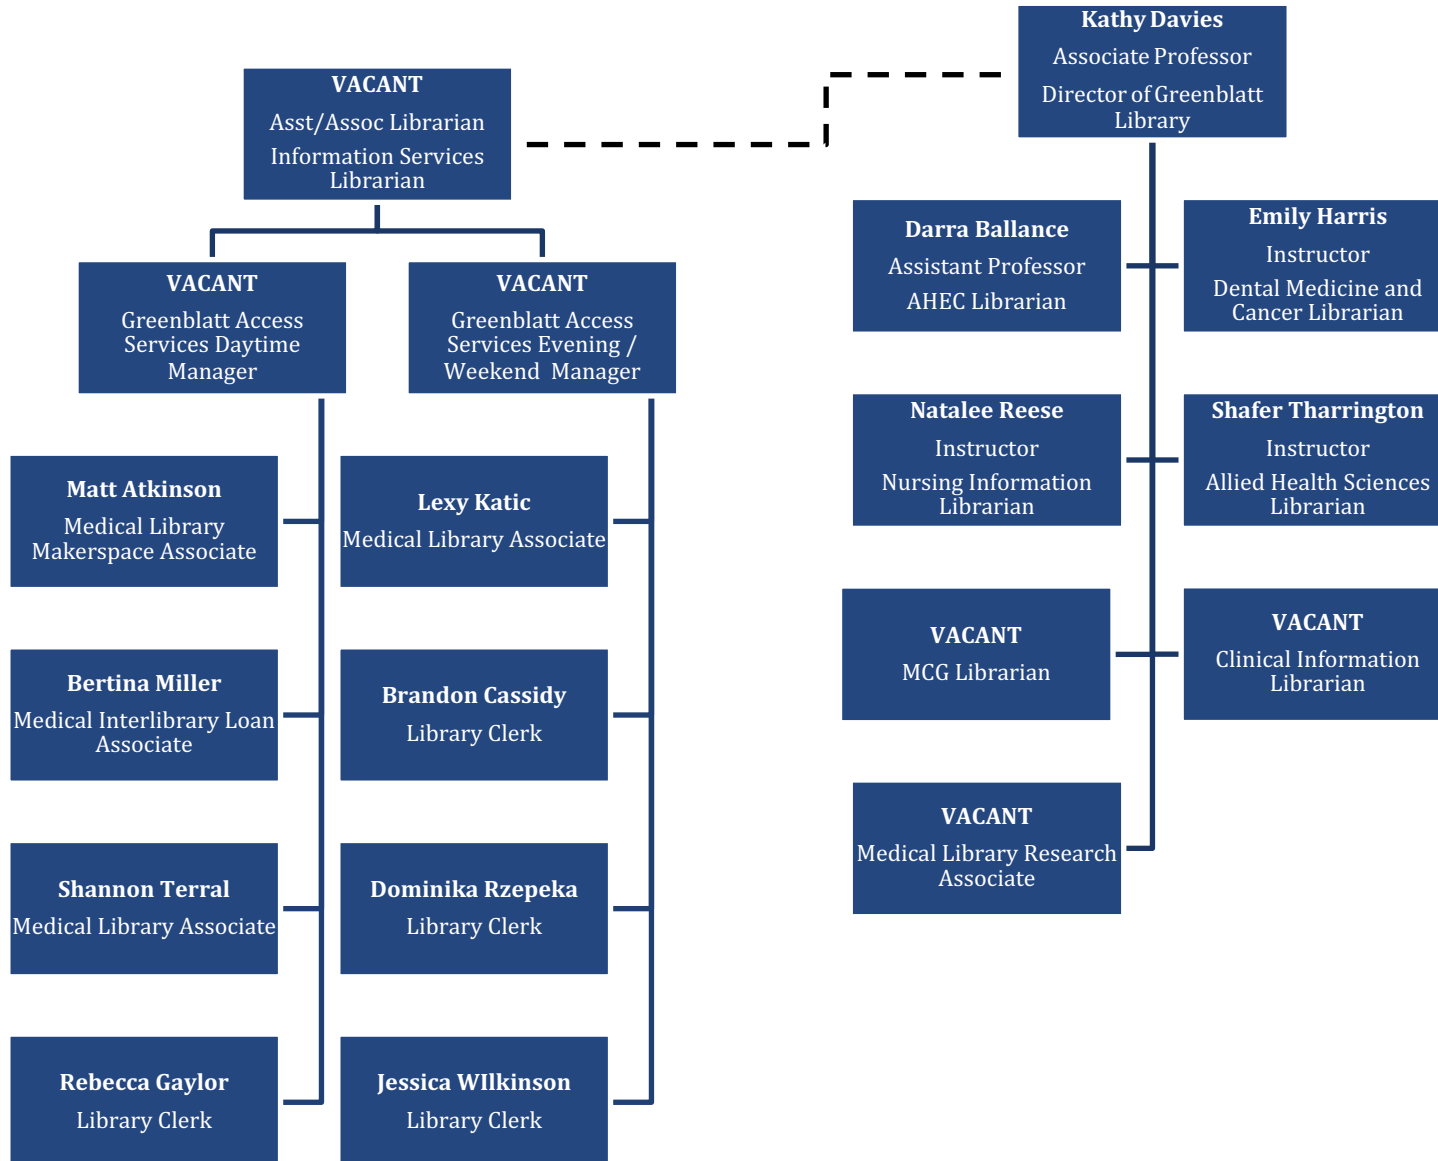 Kathy Davies
Associate Professor
Director of Greenblatt
Library
VACANT
Asst/Assoc Librarian
Information Services
Librarian
VACANT
Greenblatt Access
Services Daytime
Manager
VACANT
Greenblatt Access
Services Evening /
Weekend Manager
Matt Atkinson
Medical Library
Makerspace Associate
Lexy Katic
Medical Library Associate
Bertina Miller
Medical Interlibrary Loan
Associate
Brandon Cassidy
Library Clerk
Shannon Terral
Medical Library Associate
Dominika Rzepeka
Library Clerk
Rebecca Gaylor
Library Clerk
Jessica WIlkinson
Library Clerk
Darra Ballance
Assistant Professor
AHEC Librarian
Emily Harris
Instructor
Dental Medicine and
Cancer Librarian
Natalee Reese
Instructor
Nursing Information
Librarian
Shafer Tharrington
Instructor
Allied Health Sciences
Librarian
VACANT
MCG Librarian
VACANT
Clinical Information
Librarian
VACANT
Medical Library Research
Associate